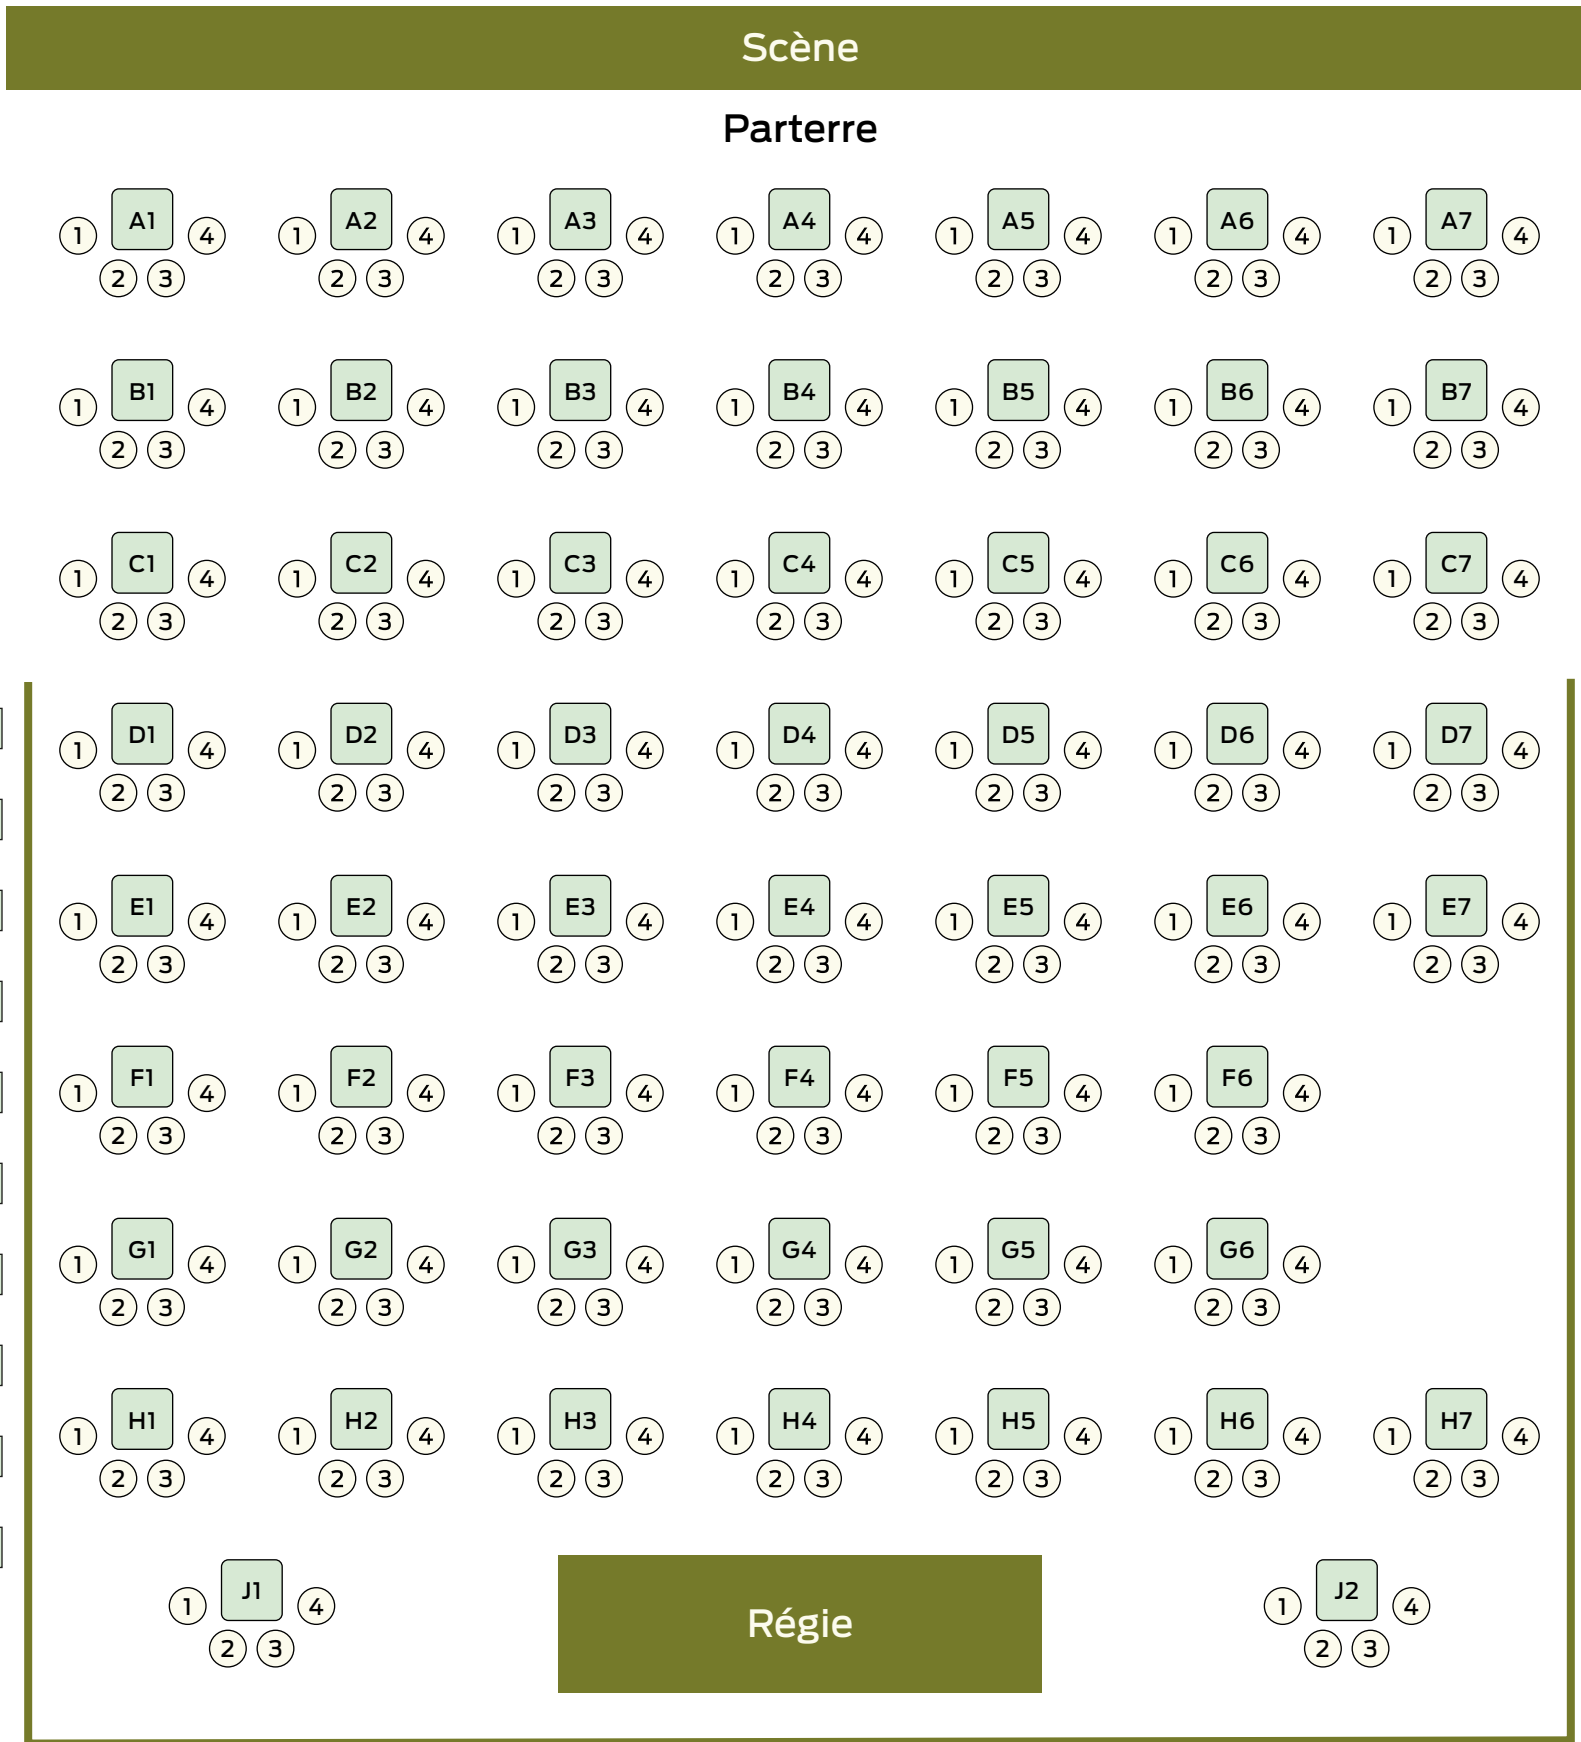 Scène
Parterre
A1 A2 A3 A4 A5 A6 A7
1 4 1 4 1 4 1 4 1 4 1 4 1 4
2 3 2 3 2 3 2 3 2 3 2 3 2 3
B1 B2 B3 B4 B5 B6 B7
1 4 1 4 1 4 1 4 1 4 1 4 1 4
2 3 2 3 2 3 2 3 2 3 2 3 2 3
C1 C2 C3 C4 C5 C6 C7
1 4 1 4 1 4 1 4 1 4 1 4 1 4
2 3 2 3 2 3 2 3 2 3 2 3 2 3
D1 D2 D3 D4 D5 D6 D7
1 4 1 4 1 4 1 4 1 4 1 4 1 4
2 3 2 3 2 3 2 3 2 3 2 3 2 3
E1 E2 E3 E4 E5 E6 E7
1 4 1 4 1 4 1 4 1 4 1 4 1 4
2 3 2 3 2 3 2 3 2 3 2 3 2 3
F1 F2 F3 F4 F5 F6
1 4 1 4 1 4 1 4 1 4 1 4
2 3 2 3 2 3 2 3 2 3 2 3
G1 G2 G3 G4 G5 G6
1 4 1 4 1 4 1 4 1 4 1 4
2 3 2 3 2 3 2 3 2 3 2 3
H1 H2 H3 H4 H5 H6 H7
1 4 1 4 1 4 1 4 1 4 1 4 1 4
2 3 2 3 2 3 2 3 2 3 2 3 2 3
J1 J2
1 4 1 4
Régie
2 3 2 3